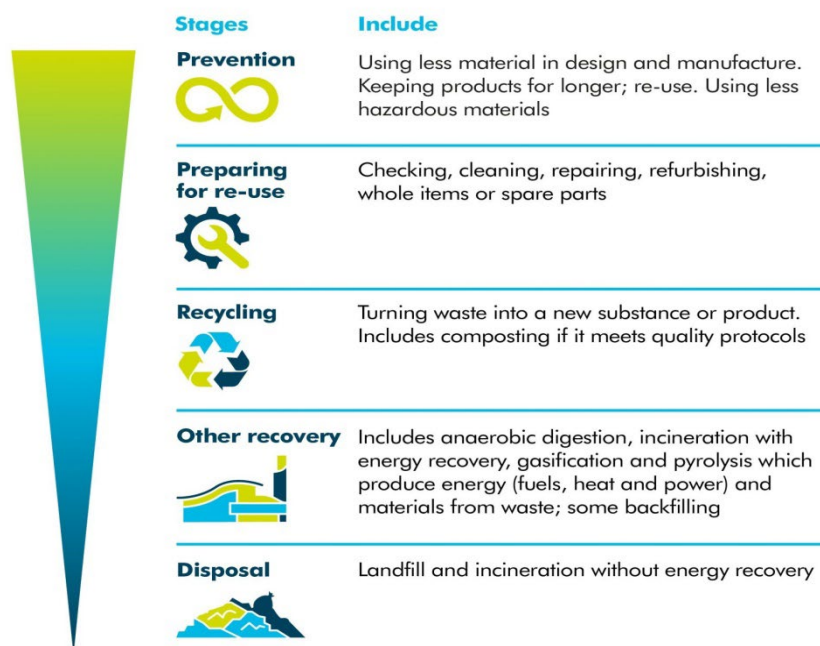 Stages Include
Prevention
Using less material in design and manufacture.
Keeping products for longer; re-use. Using less
hazardous materials
Preparing
for re-use
Checking, cleaning, repairing, refurbishing,
whole items or spare parts
Recycling
Turning waste into a new substance or product.
Includes composting if it meets quality protocols
Other recovery
Includes anaerobic digestion, incineration with
energy recovery, gasification and pyrolysis which
produce energy (fuels, heat and power) and
materials from waste; some backfilling
Disposal
Landfill and incineration without energy recovery